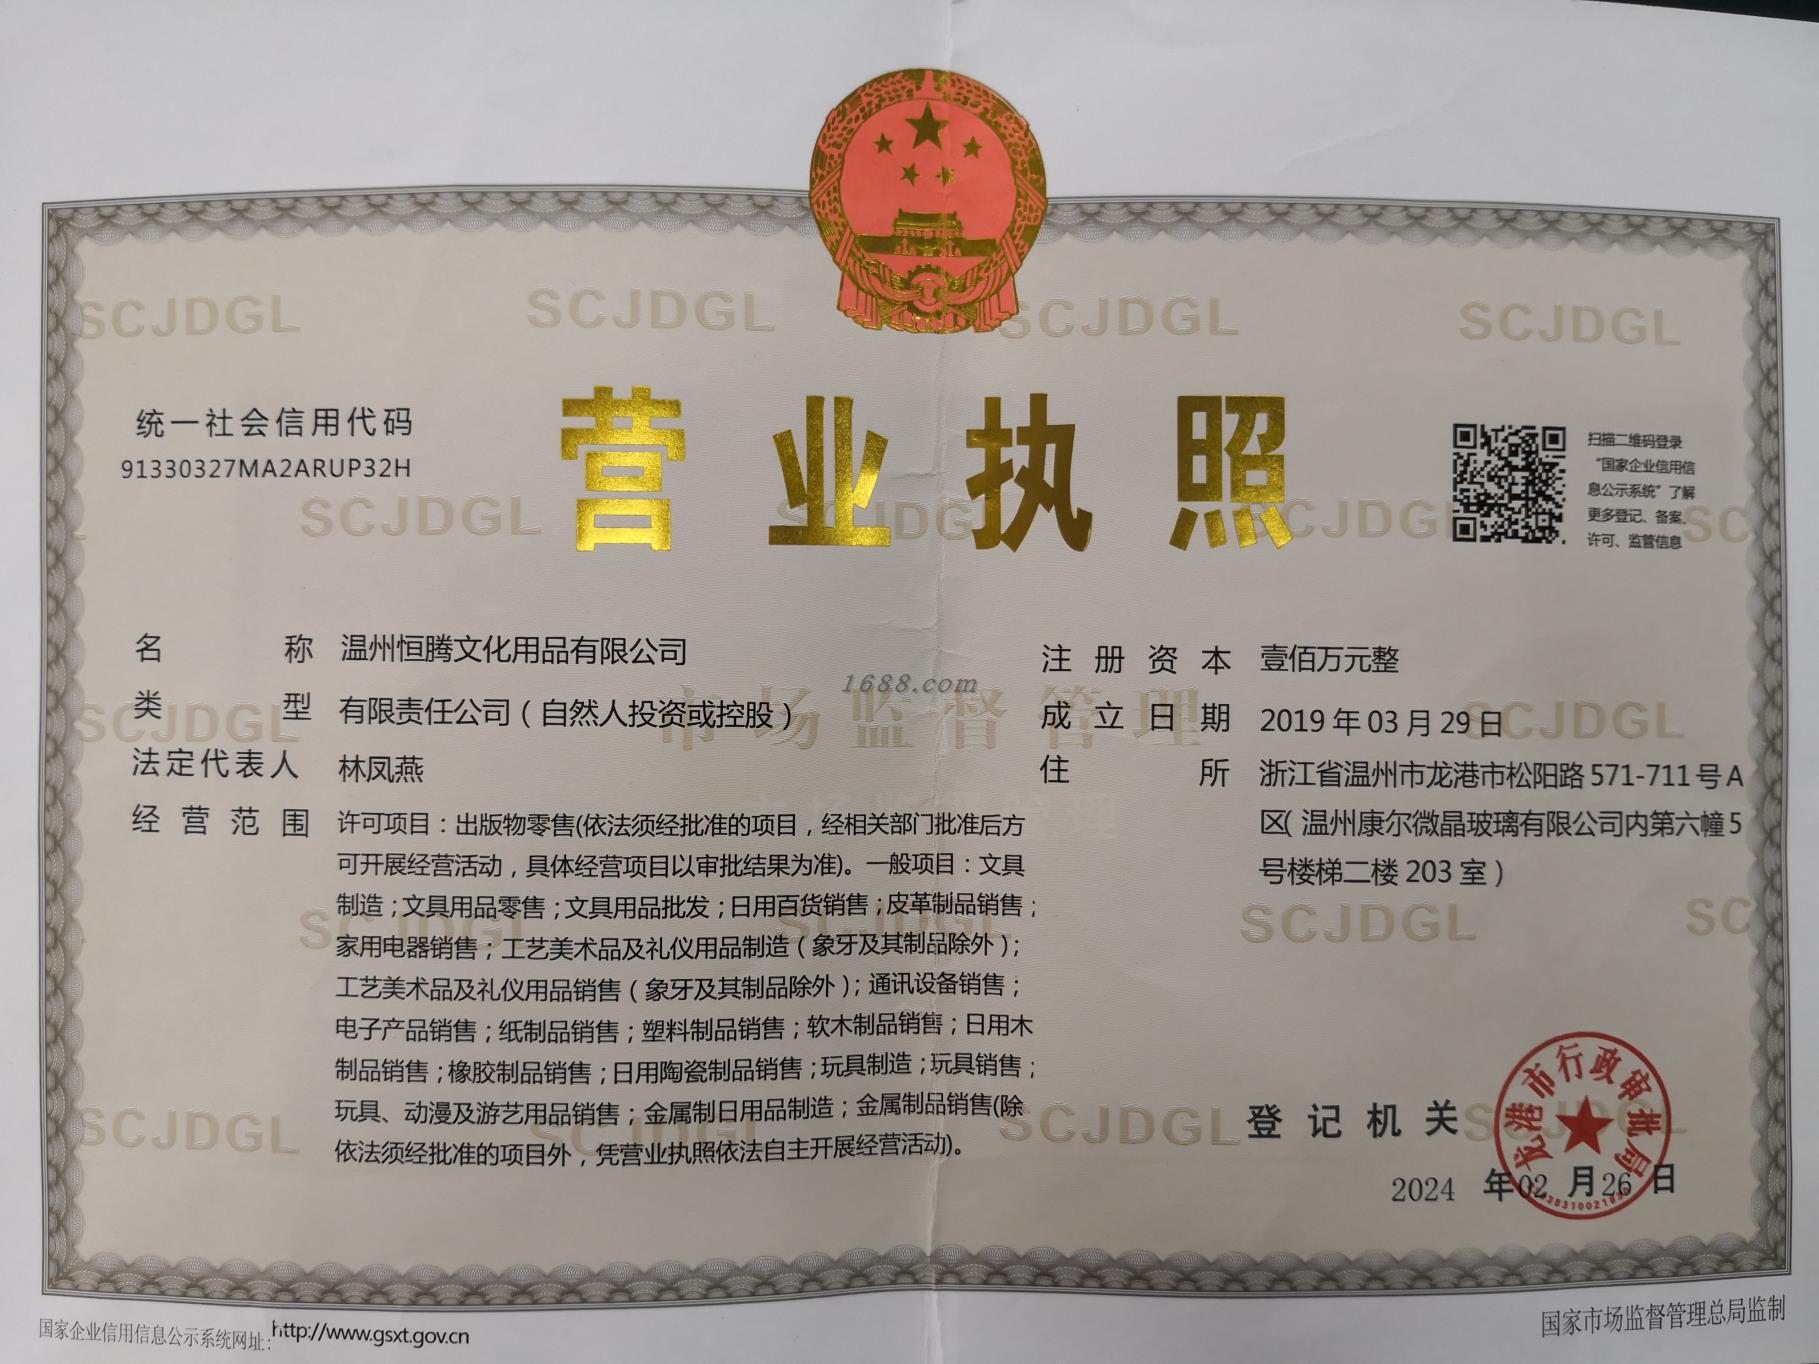 SCJDGL SCJDGL SCJDGL SCJDGL
营业执照
统一社会信用代码
91330327MA2ARUP32H
扫描二维码登录
“国家企业信用信
息公示系统”了解
更多登记、备案、
许可、监管信息
SCJDGL SCJDGL SCJDGL SC
名称 温州恒腾文化用品有限公司
类型 有限责任公司（自然人投资或控股）
法定代表人 林凤燕
经营范围 许可项目：出版物零售(依法须经批准的项目，经相关部门批准后方
可开展经营活动，具体经营项目以审批结果为准)。一般项目：文具
制造；文具用品零售；文具用品批发；日用百货销售；皮革制品销售；
家用电器销售；工艺美术品及礼仪用品制造（象牙及其制品除外）；
工艺美术品及礼仪用品销售（象牙及其制品除外）；通讯设备销售；
电子产品销售；纸制品销售；塑料制品销售；软木制品销售；日用木
制品销售；橡胶制品销售；日用陶瓷制品销售；玩具制造；玩具销售；
玩具、动漫及游艺用品销售；金属制日用品制造；金属制品销售(除
依法须经批准的项目外，凭营业执照依法自主开展经营活动)。
注册资本 壹佰万元整
成立日期 2019年03月29日
住所 浙江省温州市龙港市松阳路571-711号A
区（温州康尔微晶玻璃有限公司内第六幢5
号楼梯二楼203室）
1688.com
市场监督管理
SCJDGL SCJDGL
SCJDGL SCJDGL SCJDGL SC
SCJDGL SCJDGL SCJDGL
登记机关
龙港市行政审批局
2024年02月26日
国家企业信用信息公示系统网址：http://www.gsxt.gov.cn
国家市场监督管理总局监制